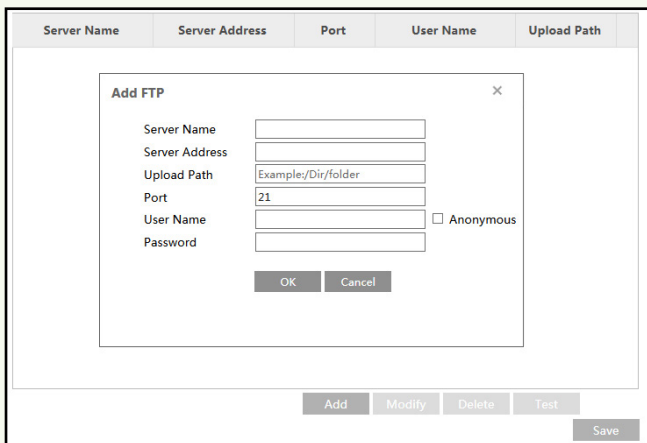 Server Name Server Address Port User Name Upload Path
Add FTP ×
Server Name
Server Address
Upload Path Example:/Dir/folder
Port 21
User Name Anonymous
Password
OK Cancel
Add Modify Delete Test
Save